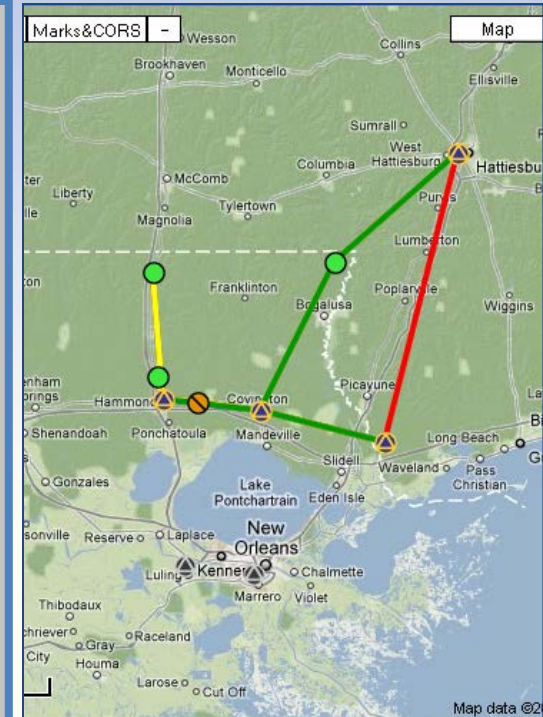 Marks&CORS
-
Map
Wesson
Collins
Brookhaven
Monticello
Ellisville
Sumrall
West
Hattiesburg
Hattiesbu
Columbia
McComb
Liberty
Tylertown
Purvis
Magnolia
Lumberton
Franklinton
Poplarville
Bogalusa
Wiggins
Picayune
Hammond
Covington
Ponchatoula
Mandeville
Shenandoah
Long Beach
Slidell
Waveland
Pass
Christian
Gonzales
Lake
Pontchartrain
Eden Isle
New
Orleans
Reserve
Laplace
Luling
Kenner
Chalmette
Marrero
Violet
Thibodaux
Raceland
Gray
City
Houma
Larose
Cut Off
Map data ©2